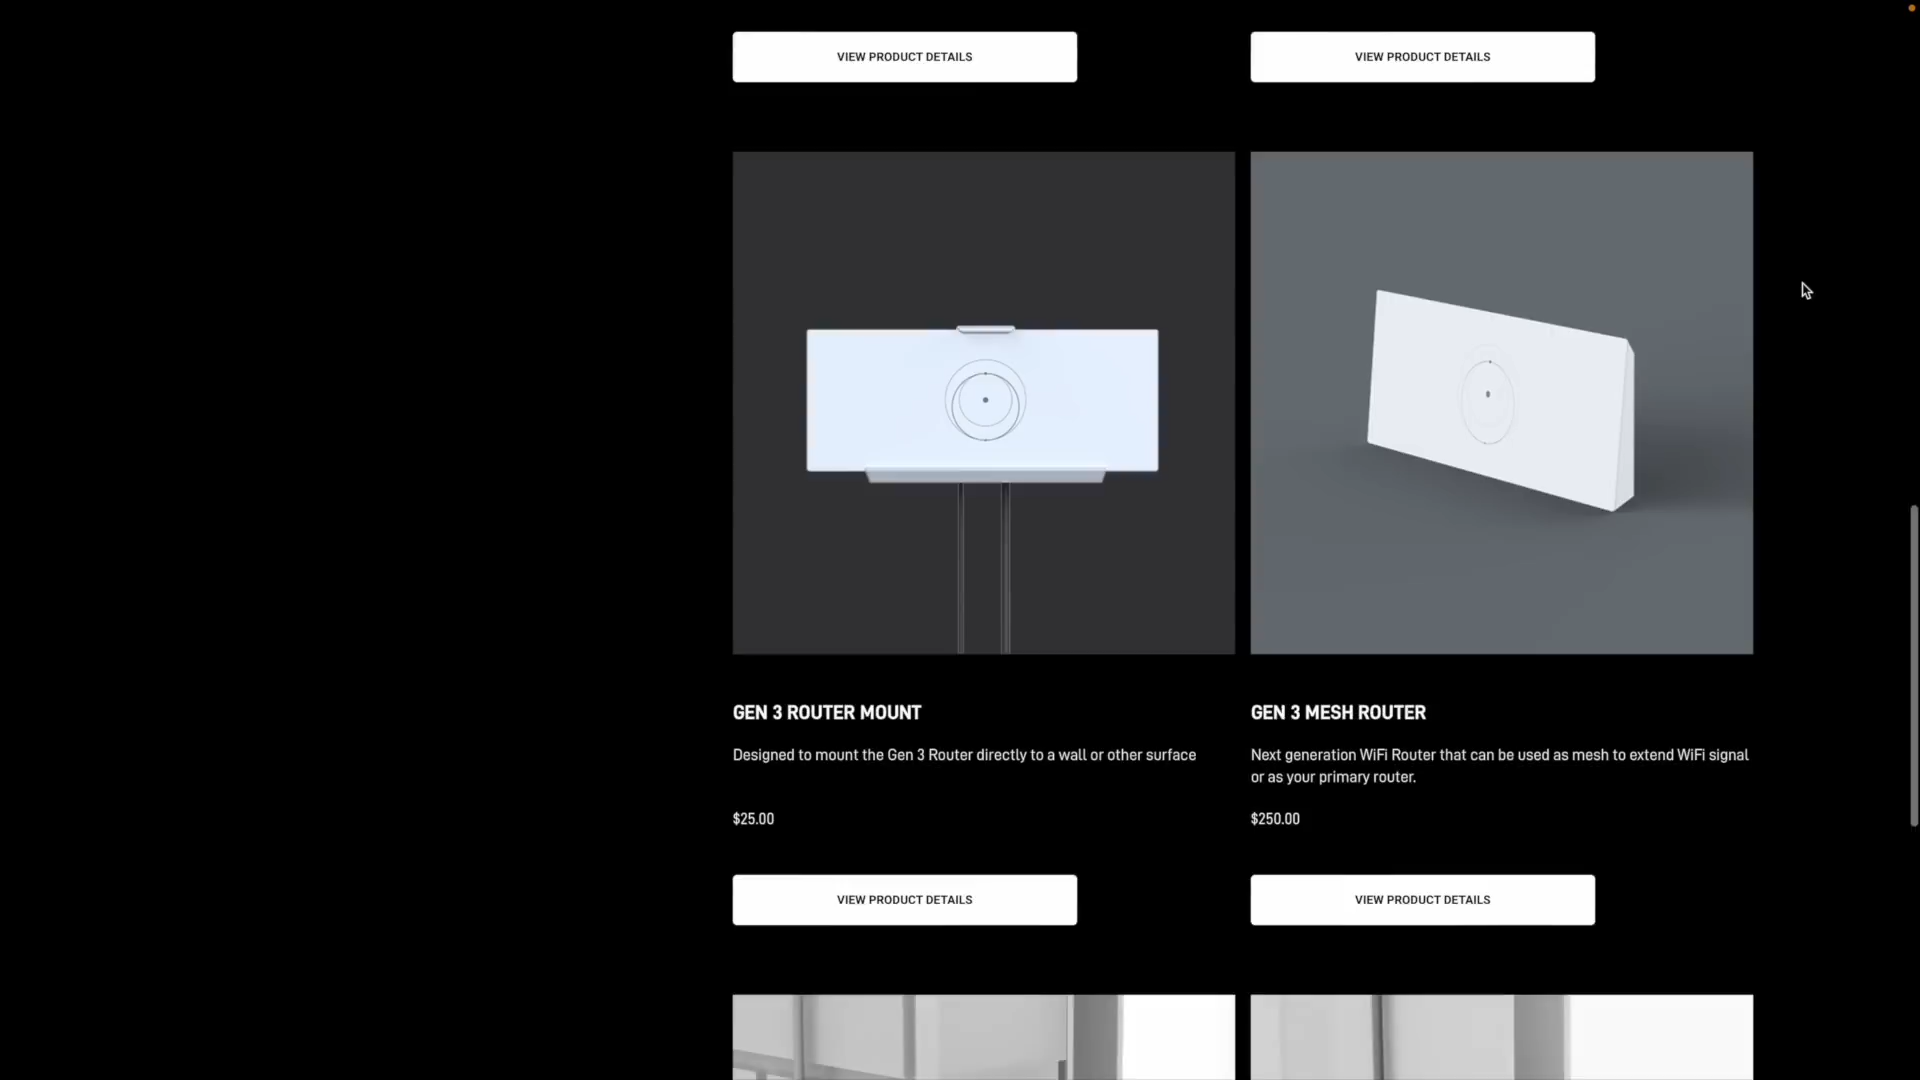 VIEW PRODUCT DETAILS
VIEW PRODUCT DETAILS
GEN 3 ROUTER MOUNT
Designed to mount the Gen 3 Router directly to a wall or other surface
$25.00
VIEW PRODUCT DETAILS
GEN 3 MESH ROUTER
Next generation WiFi Router that can be used as mesh to extend WiFi signal
or as your primary router.
$250.00
VIEW PRODUCT DETAILS